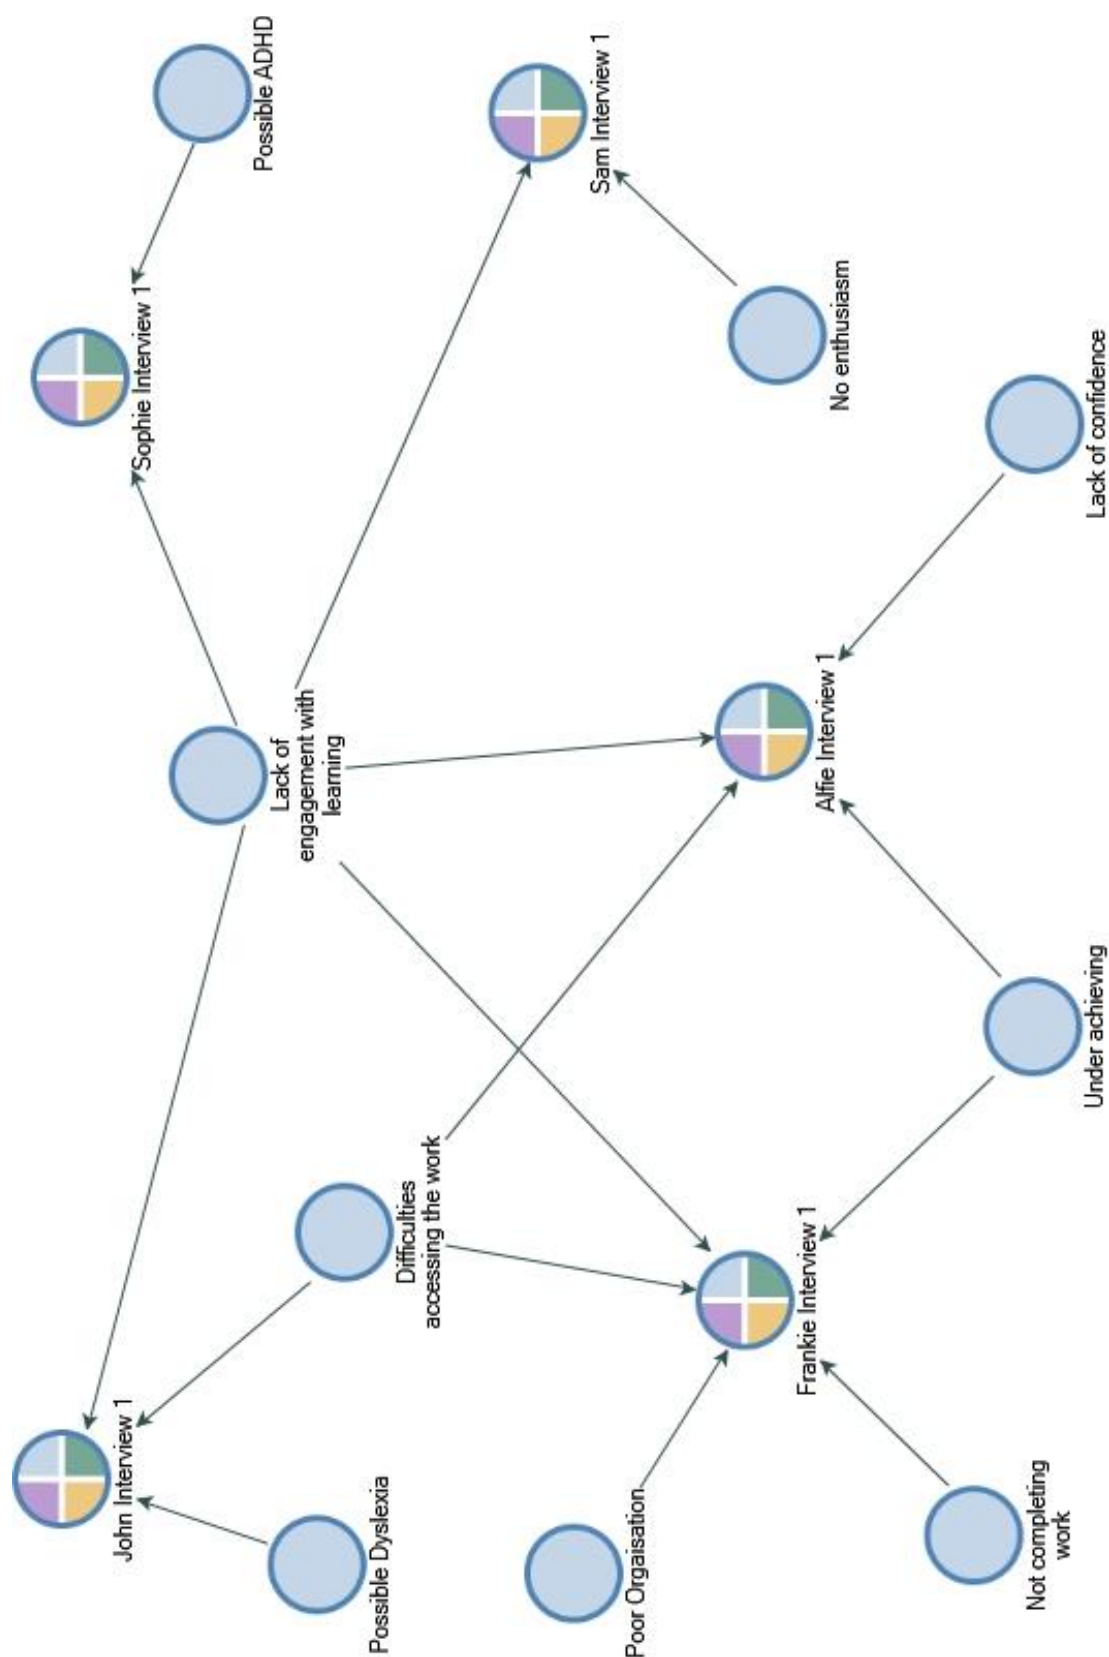 John Interview 1
Sophie Interview 1
Possible ADHD
Lack of
engagement with
learning
Possible Dyslexia
Difficulties
accessing the work
Sam Interview 1
Poor Orgaisation
Frankie Interview 1
Alfie Interview 1
No enthusiasm
Not completing
work
Under achieving
Lack of confidence